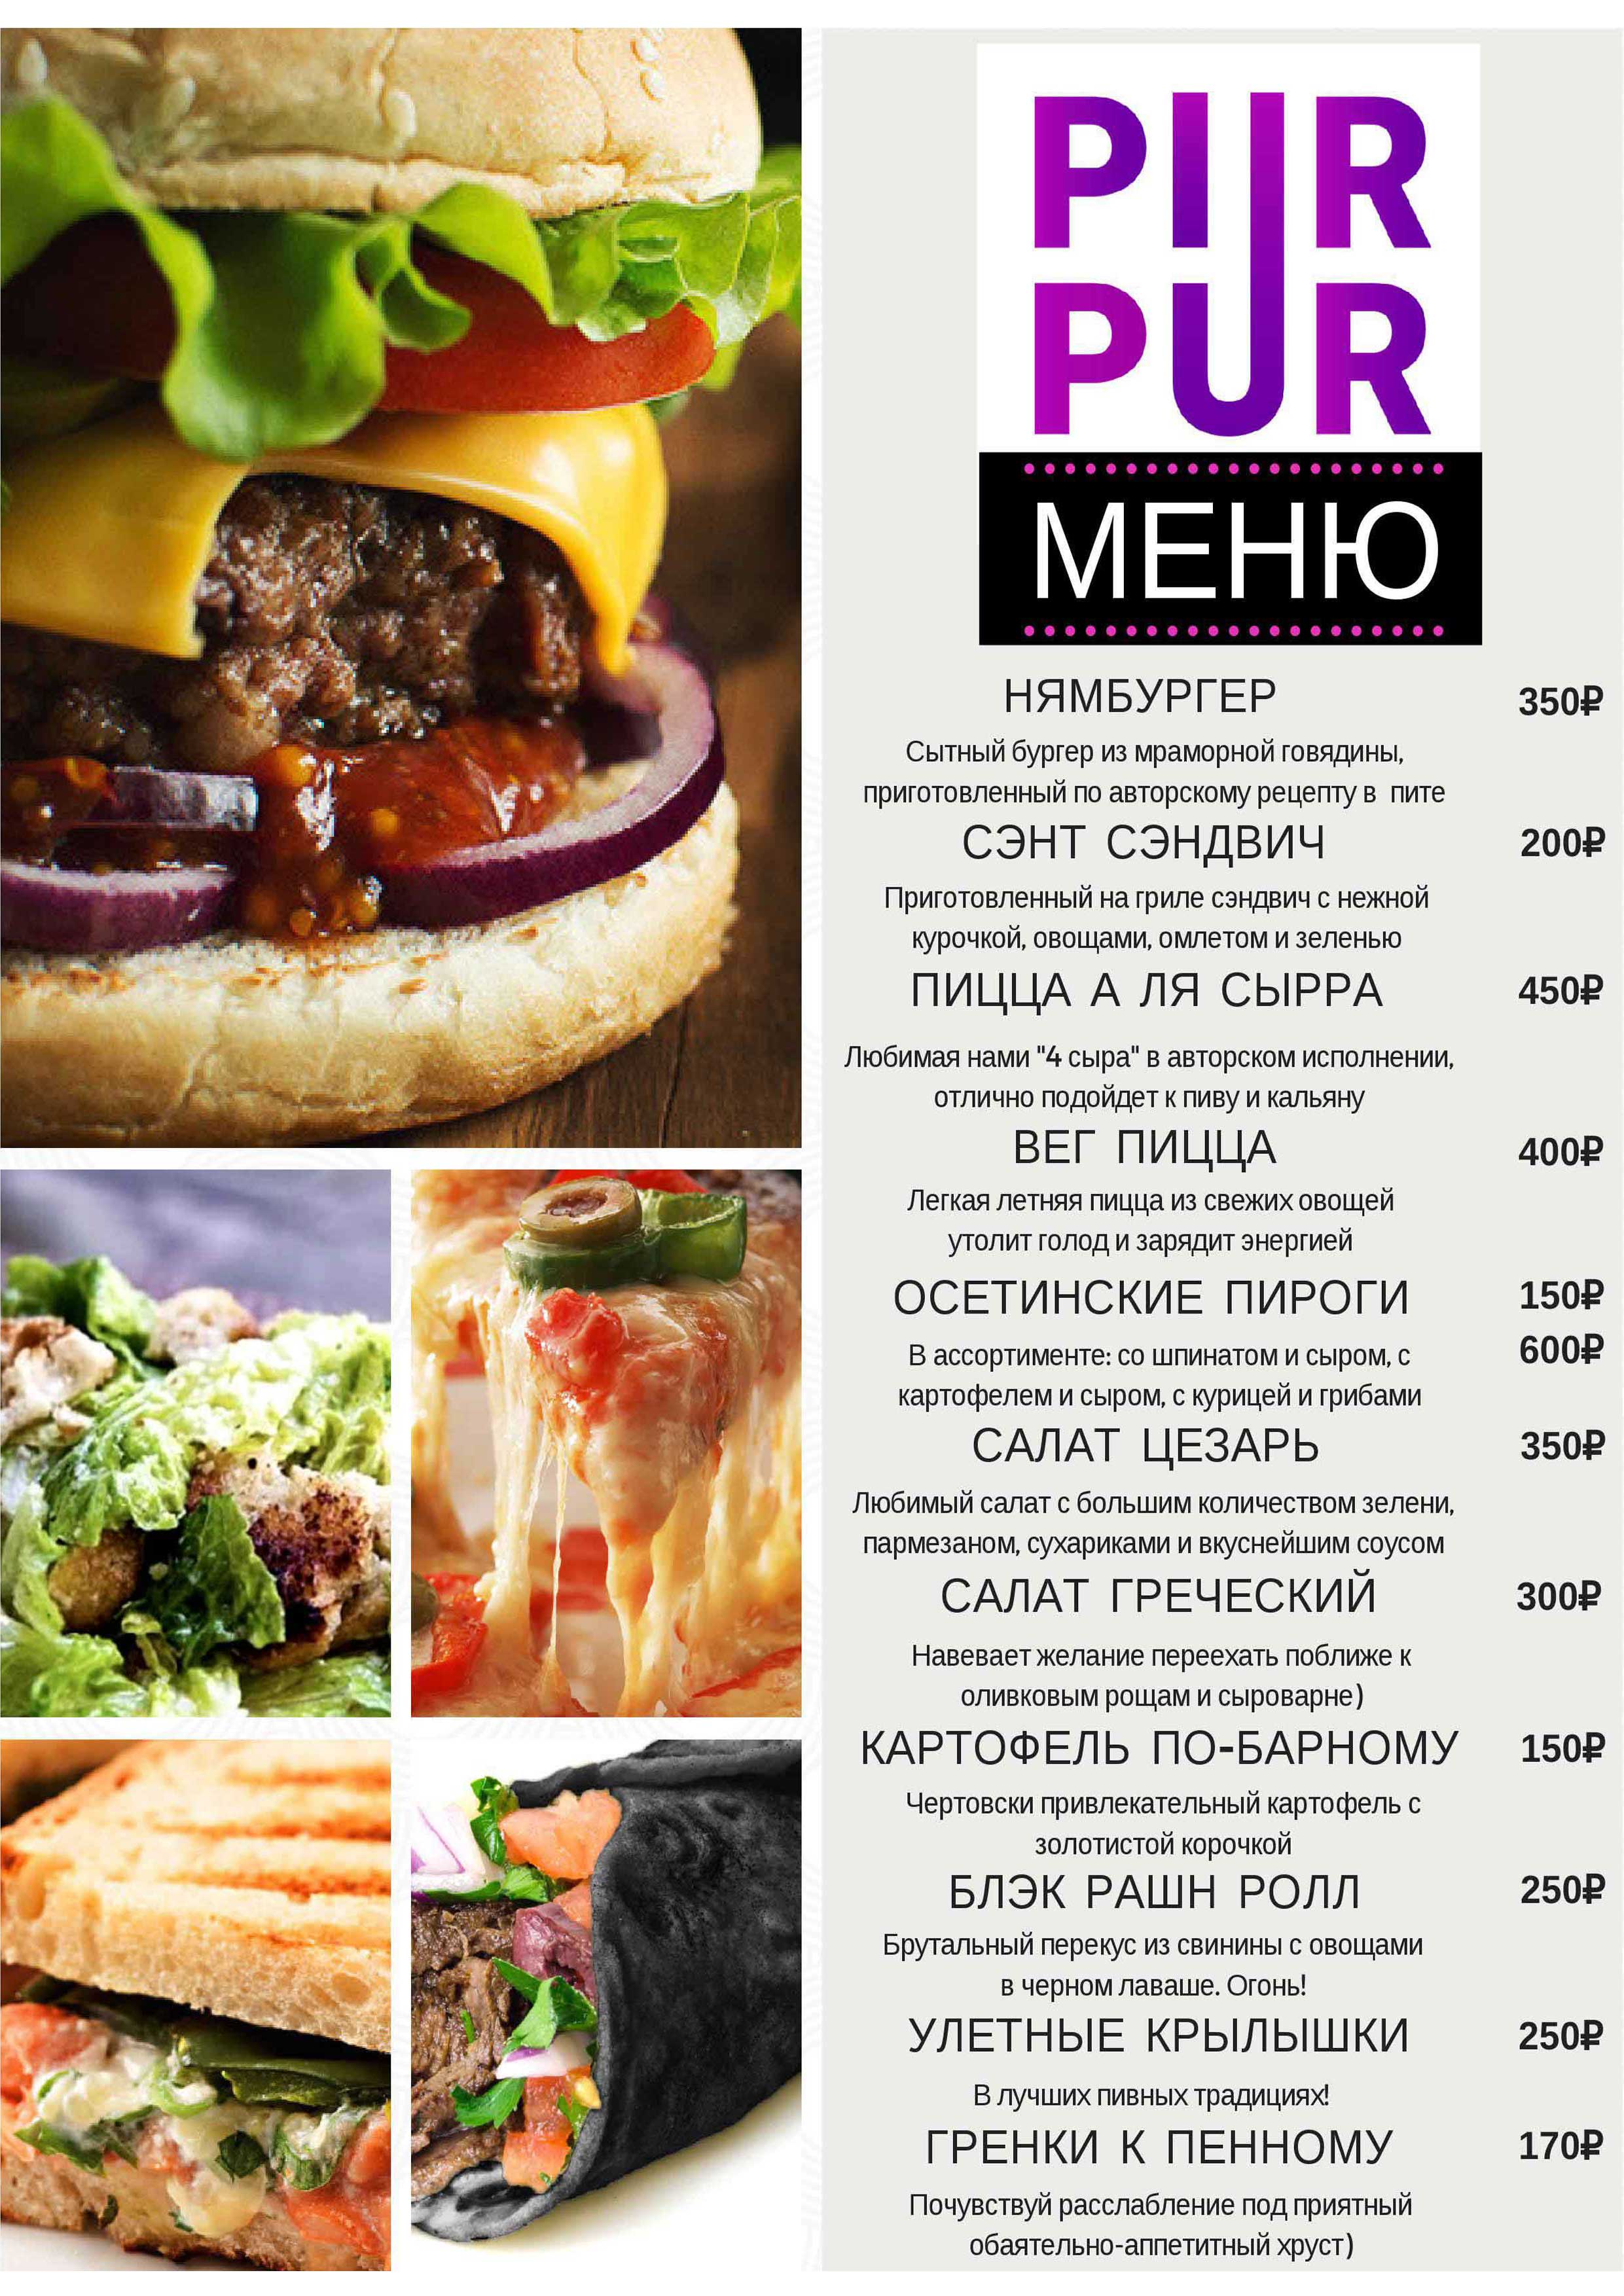 PUR
PUR
МЕНЮ
НЯМБУРГЕР 350₽
Сытный бургер из мраморной говядины,
приготовленный по авторскому рецепту в пите
СЭНТ СЭНДВИЧ 200₽
Приготовленный на гриле сэндвич с нежной
курочкой, овощами, омлетом и зеленью
ПИЦЦА А ЛЯ СЫРРА 450₽
Любимая нами "4 сыра" в авторском исполнении,
отлично подойдет к пиву и кальяну
ВЕГ ПИЦЦА 400₽
Легкая летняя пицца из свежих овощей
утолит голод и зарядит энергией
ОСЕТИНСКИЕ ПИРОГИ 150₽
600₽
В ассортименте: со шпинатом и сыром, с
картофелем и сыром, с курицей и грибами
САЛАТ ЦЕЗАРЬ 350₽
Любимый салат с большим количеством зелени,
пармезаном, сухариками и вкуснейшим соусом
САЛАТ ГРЕЧЕСКИЙ 300₽
Навевает желание переехать поближе к
оливковым рощам и сыроварне)
КАРТОФЕЛЬ ПО-БАРНОМУ 150₽
Чертовски привлекательный картофель с
золотистой корочкой
БЛЭК РАШН РОЛЛ 250₽
Брутальный перекус из свинины с овощами
в черном лаваше. Огонь!
УЛЕТНЫЕ КРЫЛЫШКИ 250₽
В лучших пивных традициях!
ГРЕНКИ К ПЕННОМУ 170₽
Почувствуй расслабление под приятный
обаятельно-аппетитный хруст)